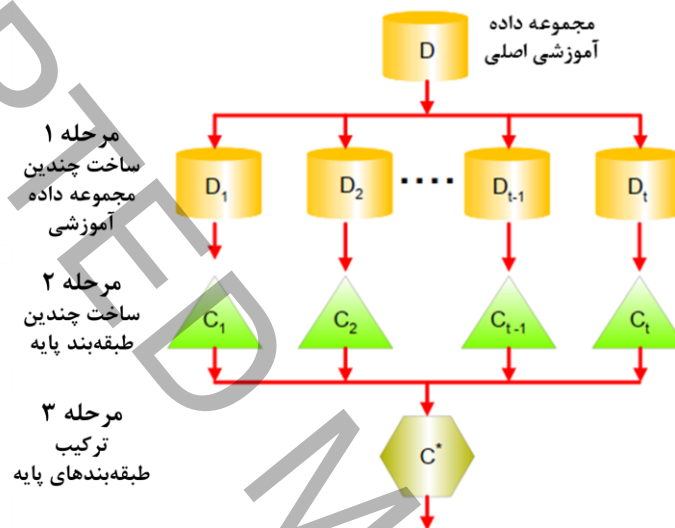 مجموعه داده
آموزشی اصلی
D
مرحله ۱
ساخت چندین
مجموعه داده
آموزشی
D1 D2 .... Dt-1 Dt
مرحله ۲
ساخت چندین
طبقه‌بند پایه
C1 C2 Ct-1 Ct
مرحله ۳
ترکیب
طبقه‌بندهای پایه
C*
PTED M